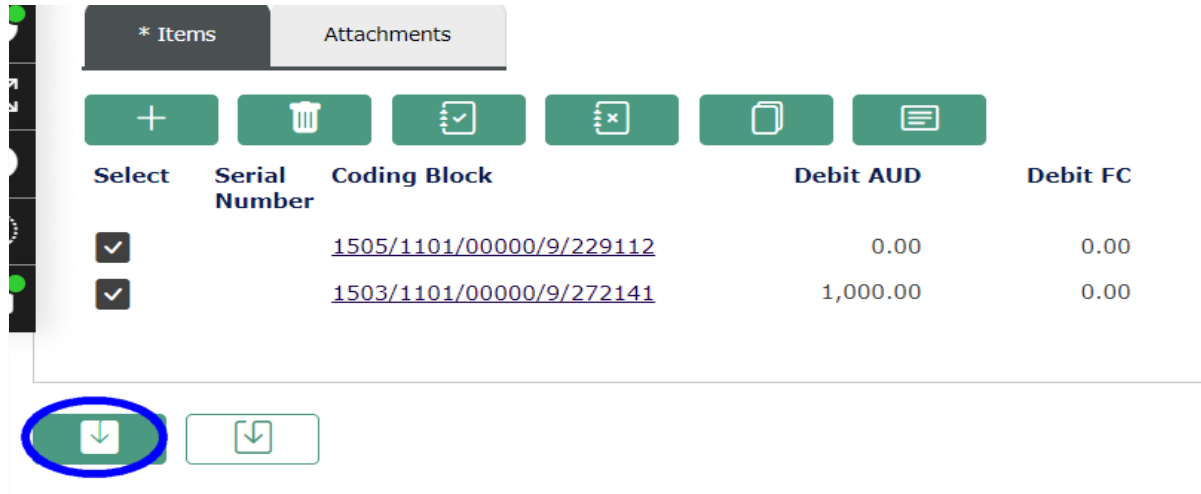 * Items Attachments
Select Serial Number Coding Block Debit AUD Debit FC
1505/1101/00000/9/229112 0.00 0.00
1503/1101/00000/9/272141 1,000.00 0.00